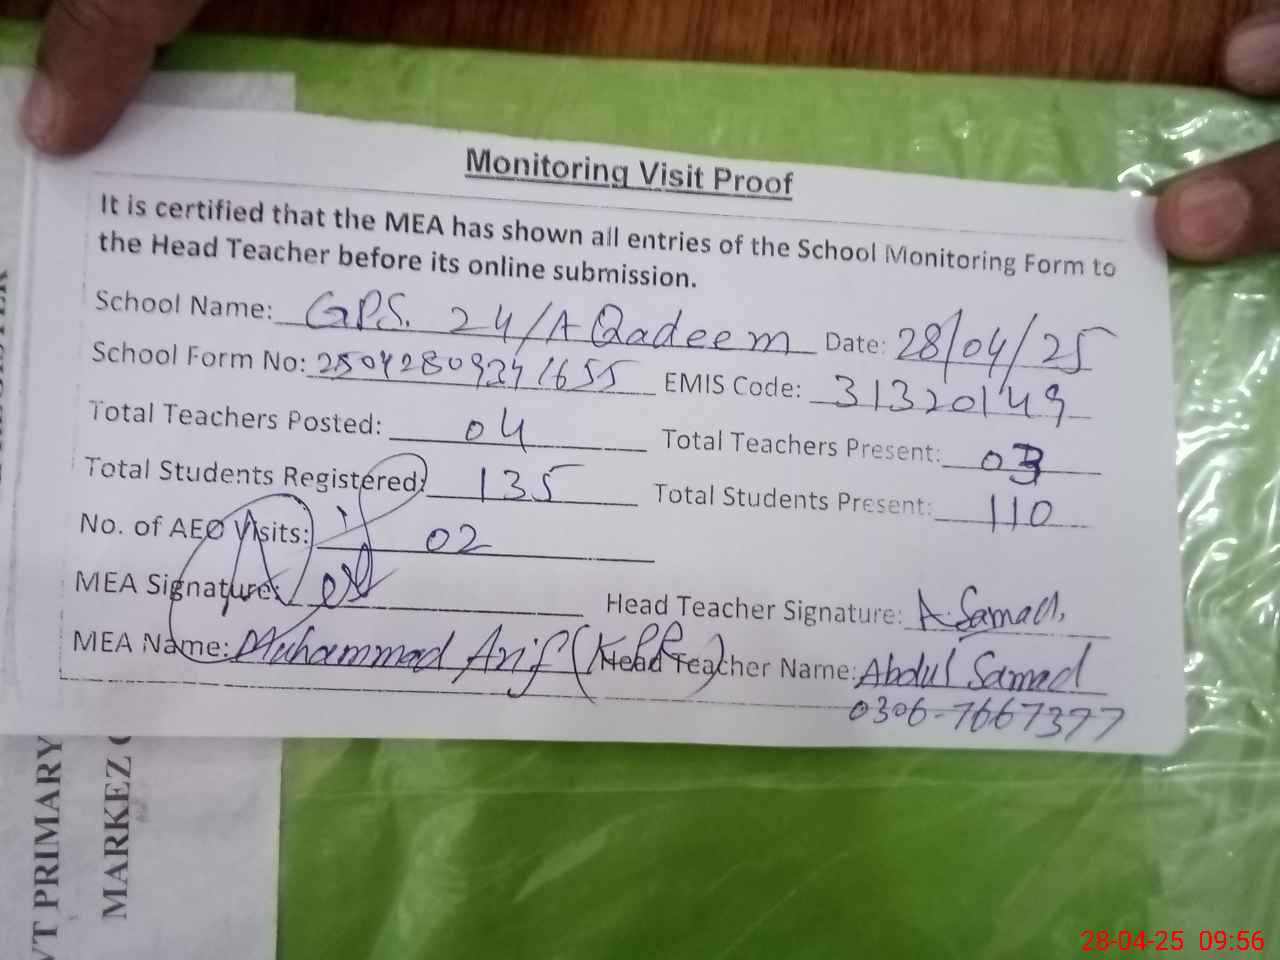 Monitoring Visit Proof
It is certified that the MEA has shown all entries of the School Monitoring Form to
the Head Teacher before its online submission.
School Name: GPS. 24/A Qadeem Date: 28/04/25
School Form No: 25042809241655 EMIS Code: 31320149
Total Teachers Posted: 04 Total Teachers Present: 03
Total Students Registered: 135 Total Students Present: 110
No. of AEO Visits: 02
MEA Signature: Head Teacher Signature: A.Samad.
MEA Name: Muhammad Arif Head Teacher Name: Abdul Samad
0306-7667377
VT PRIMARY
MARKEZ
28-04-25 09:56